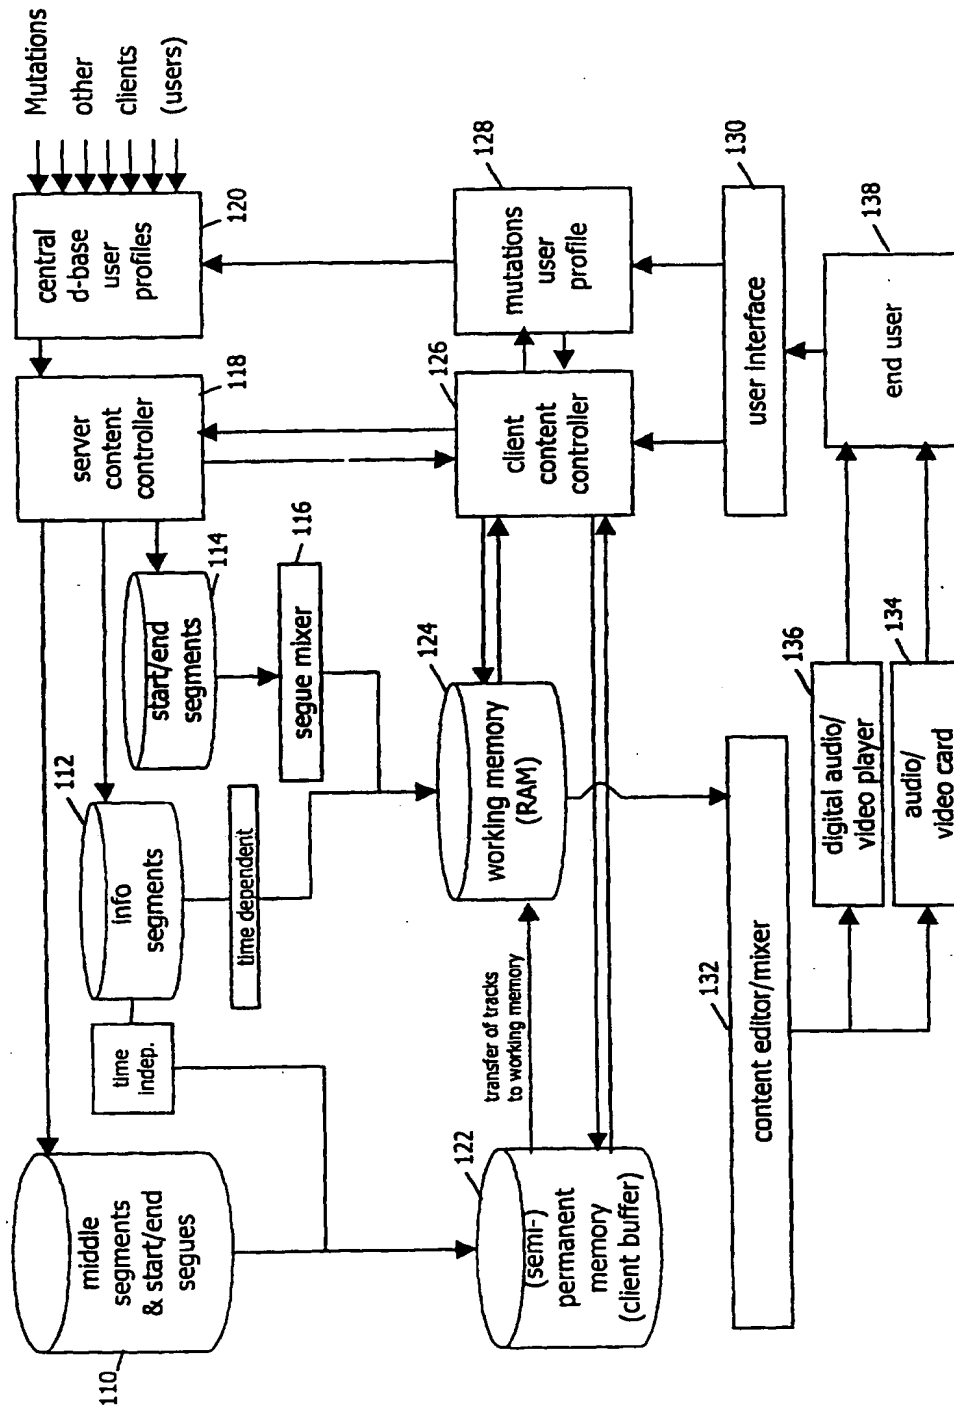 Mutations
other
clients
(users)
central
d-base
user
profiles
120
server
content
controller
118
start/end
segments
114
segue mixer
116
info
segments
112
time dependent
time
indep.
middle
segments
& start/end
segues
110
mutations
user
profile
128
client
content
controller
126
working memory
(RAM)
124
transfer of tracks
to working memory
(semi-)
permanent
memory
(client buffer)
122
user interface
130
content editor/mixer
132
digital audio/
video player
136
audio/
video card
134
end user
138